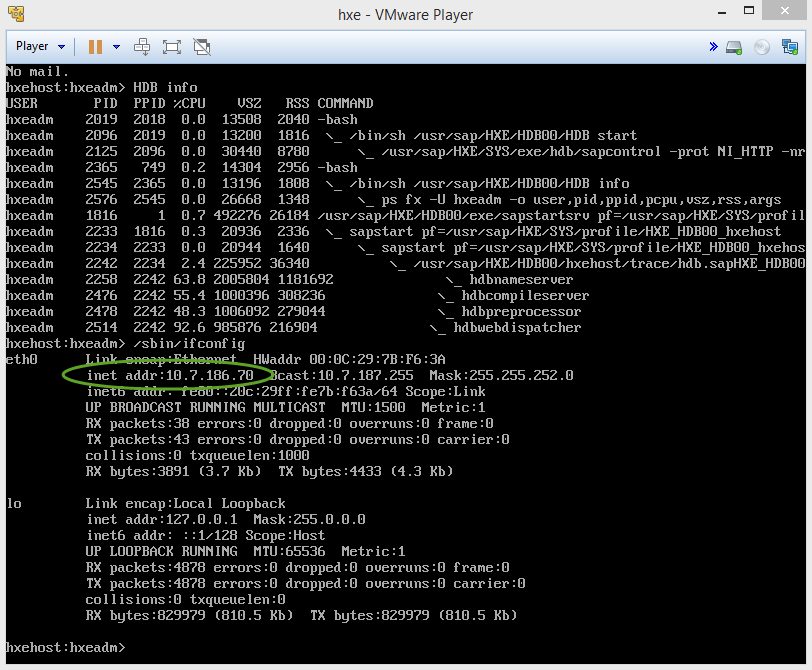 hxe - VMware Player
Player
No mail.
hxehost:hxeadm> HDB info
USER       PID  PPID %CPU    VSZ   RSS COMMAND
hxeadm    2019  2018  0.0  13508  2040 -bash
hxeadm    2096  2019  0.0  13200  1816  \_ /bin/sh /usr/sap/HXE/HDB00/HDB start
hxeadm    2125  2096  0.0  30440  8780      \_ /usr/sap/HXE/SYS/exe/hdb/sapcontrol -prot NI_HTTP -nr
hxeadm    2365   749  0.2  14304  2956 -bash
hxeadm    2545  2365  0.0  13196  1808  \_ /bin/sh /usr/sap/HXE/HDB00/HDB info
hxeadm    2576  2545  0.0  26668  1348      \_ ps fx -U hxeadm -o user,pid,ppid,pcpu,vsz,rss,args
hxeadm    1816     1  0.7 492276 26184 /usr/sap/HXE/HDB00/exe/sapstartsrv pf=/usr/sap/HXE/SYS/profil
hxeadm    2233  1816  0.3  20936  2336  \_ sapstart pf=/usr/sap/HXE/SYS/profile/HXE_HDB00_hxehost
hxeadm    2234  2233  0.0  20944  1640      \_ sapstart pf=/usr/sap/HXE/SYS/profile/HXE_HDB00_hxehos
hxeadm    2242  2234  2.4 225952 36340          \_ /usr/sap/HXE/HDB00/hxehost/trace/hdb.sapHXE_HDB00
hxeadm    2258  2242 63.8 2005804 1181692              \_ hdbnameserver
hxeadm    2476  2242 55.4 1000396 308236              \_ hdbcompileserver
hxeadm    2478  2242 48.3 1006092 279044              \_ hdbpreprocessor
hxeadm    2514  2242 92.6 985876 216904              \_ hdbwebdispatcher
hxehost:hxeadm> /sbin/ifconfig
eth0      Link encap:Ethernet  HWaddr 00:0C:29:7B:F6:3A
inet addr:10.7.186.70  Bcast:10.7.187.255  Mask:255.255.252.0
inet6 addr: fe80::20c:29ff:fe7b:f63a/64 Scope:Link
UP BROADCAST RUNNING MULTICAST  MTU:1500  Metric:1
RX packets:38 errors:0 dropped:0 overruns:0 frame:0
TX packets:43 errors:0 dropped:0 overruns:0 carrier:0
collisions:0 txqueuelen:1000
RX bytes:3891 (3.7 Kb)  TX bytes:4433 (4.3 Kb)
lo        Link encap:Local Loopback
inet addr:127.0.0.1  Mask:255.0.0.0
inet6 addr: ::1/128 Scope:Host
UP LOOPBACK RUNNING  MTU:65536  Metric:1
RX packets:4878 errors:0 dropped:0 overruns:0 frame:0
TX packets:4878 errors:0 dropped:0 overruns:0 carrier:0
collisions:0 txqueuelen:0
RX bytes:829979 (810.5 Kb)  TX bytes:829979 (810.5 Kb)
hxehost:hxeadm>